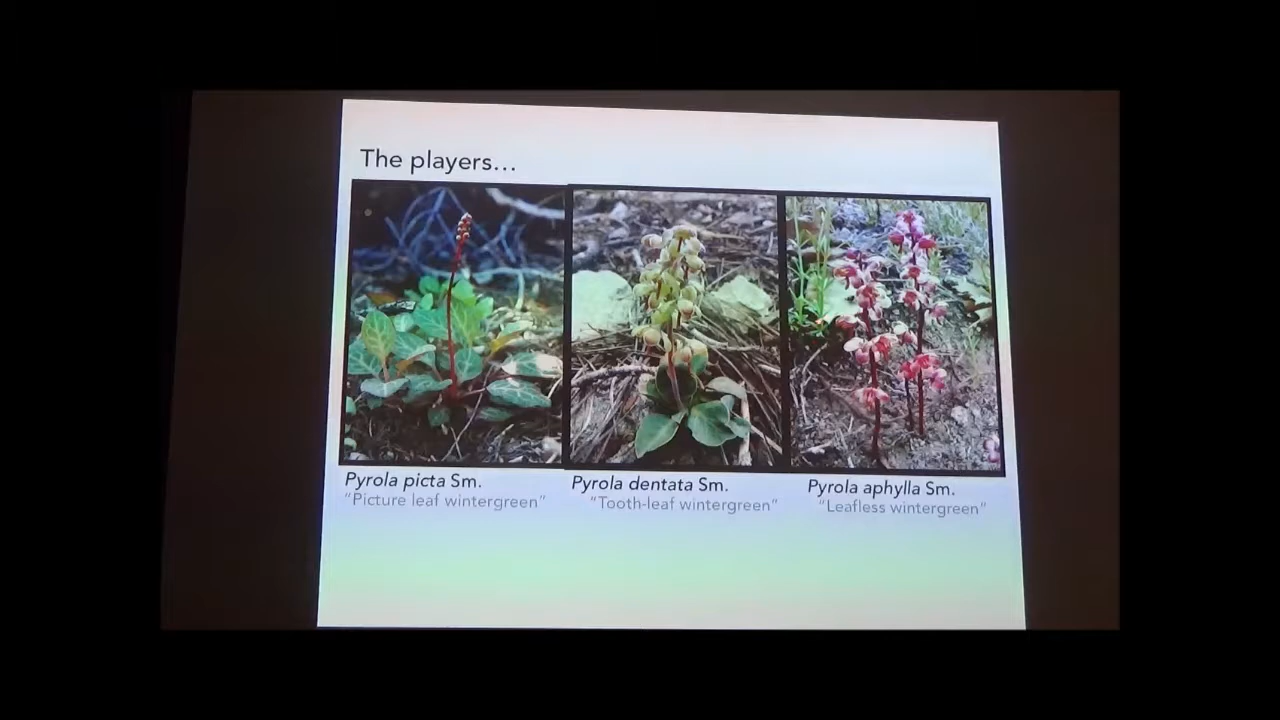 The players...
Pyrola picta Sm.
"Picture leaf wintergreen"
Pyrola dentata Sm.
"Tooth-leaf wintergreen"
Pyrola aphylla Sm.
"Leafless wintergreen"